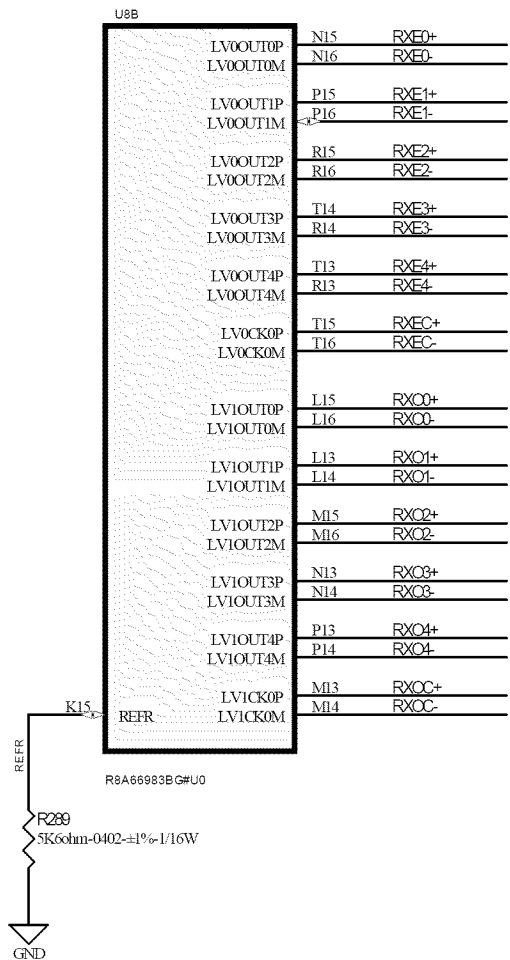 U8B
LV0OUT0P N15 RXE0+
LV0OUT0M N16 RXE0-
LV0OUT1P P15 RXE1+
LV0OUT1M P16 RXE1-
LV0OUT2P R15 RXE2+
LV0OUT2M R16 RXE2-
LV0OUT3P T14 RXE3+
LV0OUT3M R14 RXE3-
LV0OUT4P T13 RXE4+
LV0OUT4M R13 RXE4-
LV0CK0P T15 RXEC+
LV0CK0M T16 RXEC-
LV1OUT0P L15 RXO0+
LV1OUT0M L16 RXO0-
LV1OUT1P L13 RXO1+
LV1OUT1M L14 RXO1-
LV1OUT2P M15 RXO2+
LV1OUT2M M16 RXO2-
LV1OUT3P N13 RXO3+
LV1OUT3M N14 RXO3-
LV1OUT4P P13 RXO4+
LV1OUT4M P14 RXO4-
LV1CK0P M13 RXOC+
K15 REFR LV1CK0M M14 RXOC-
REFR
R8A66983BG#U0
R289
5K6ohm-0402-±1%-1/16W
GND